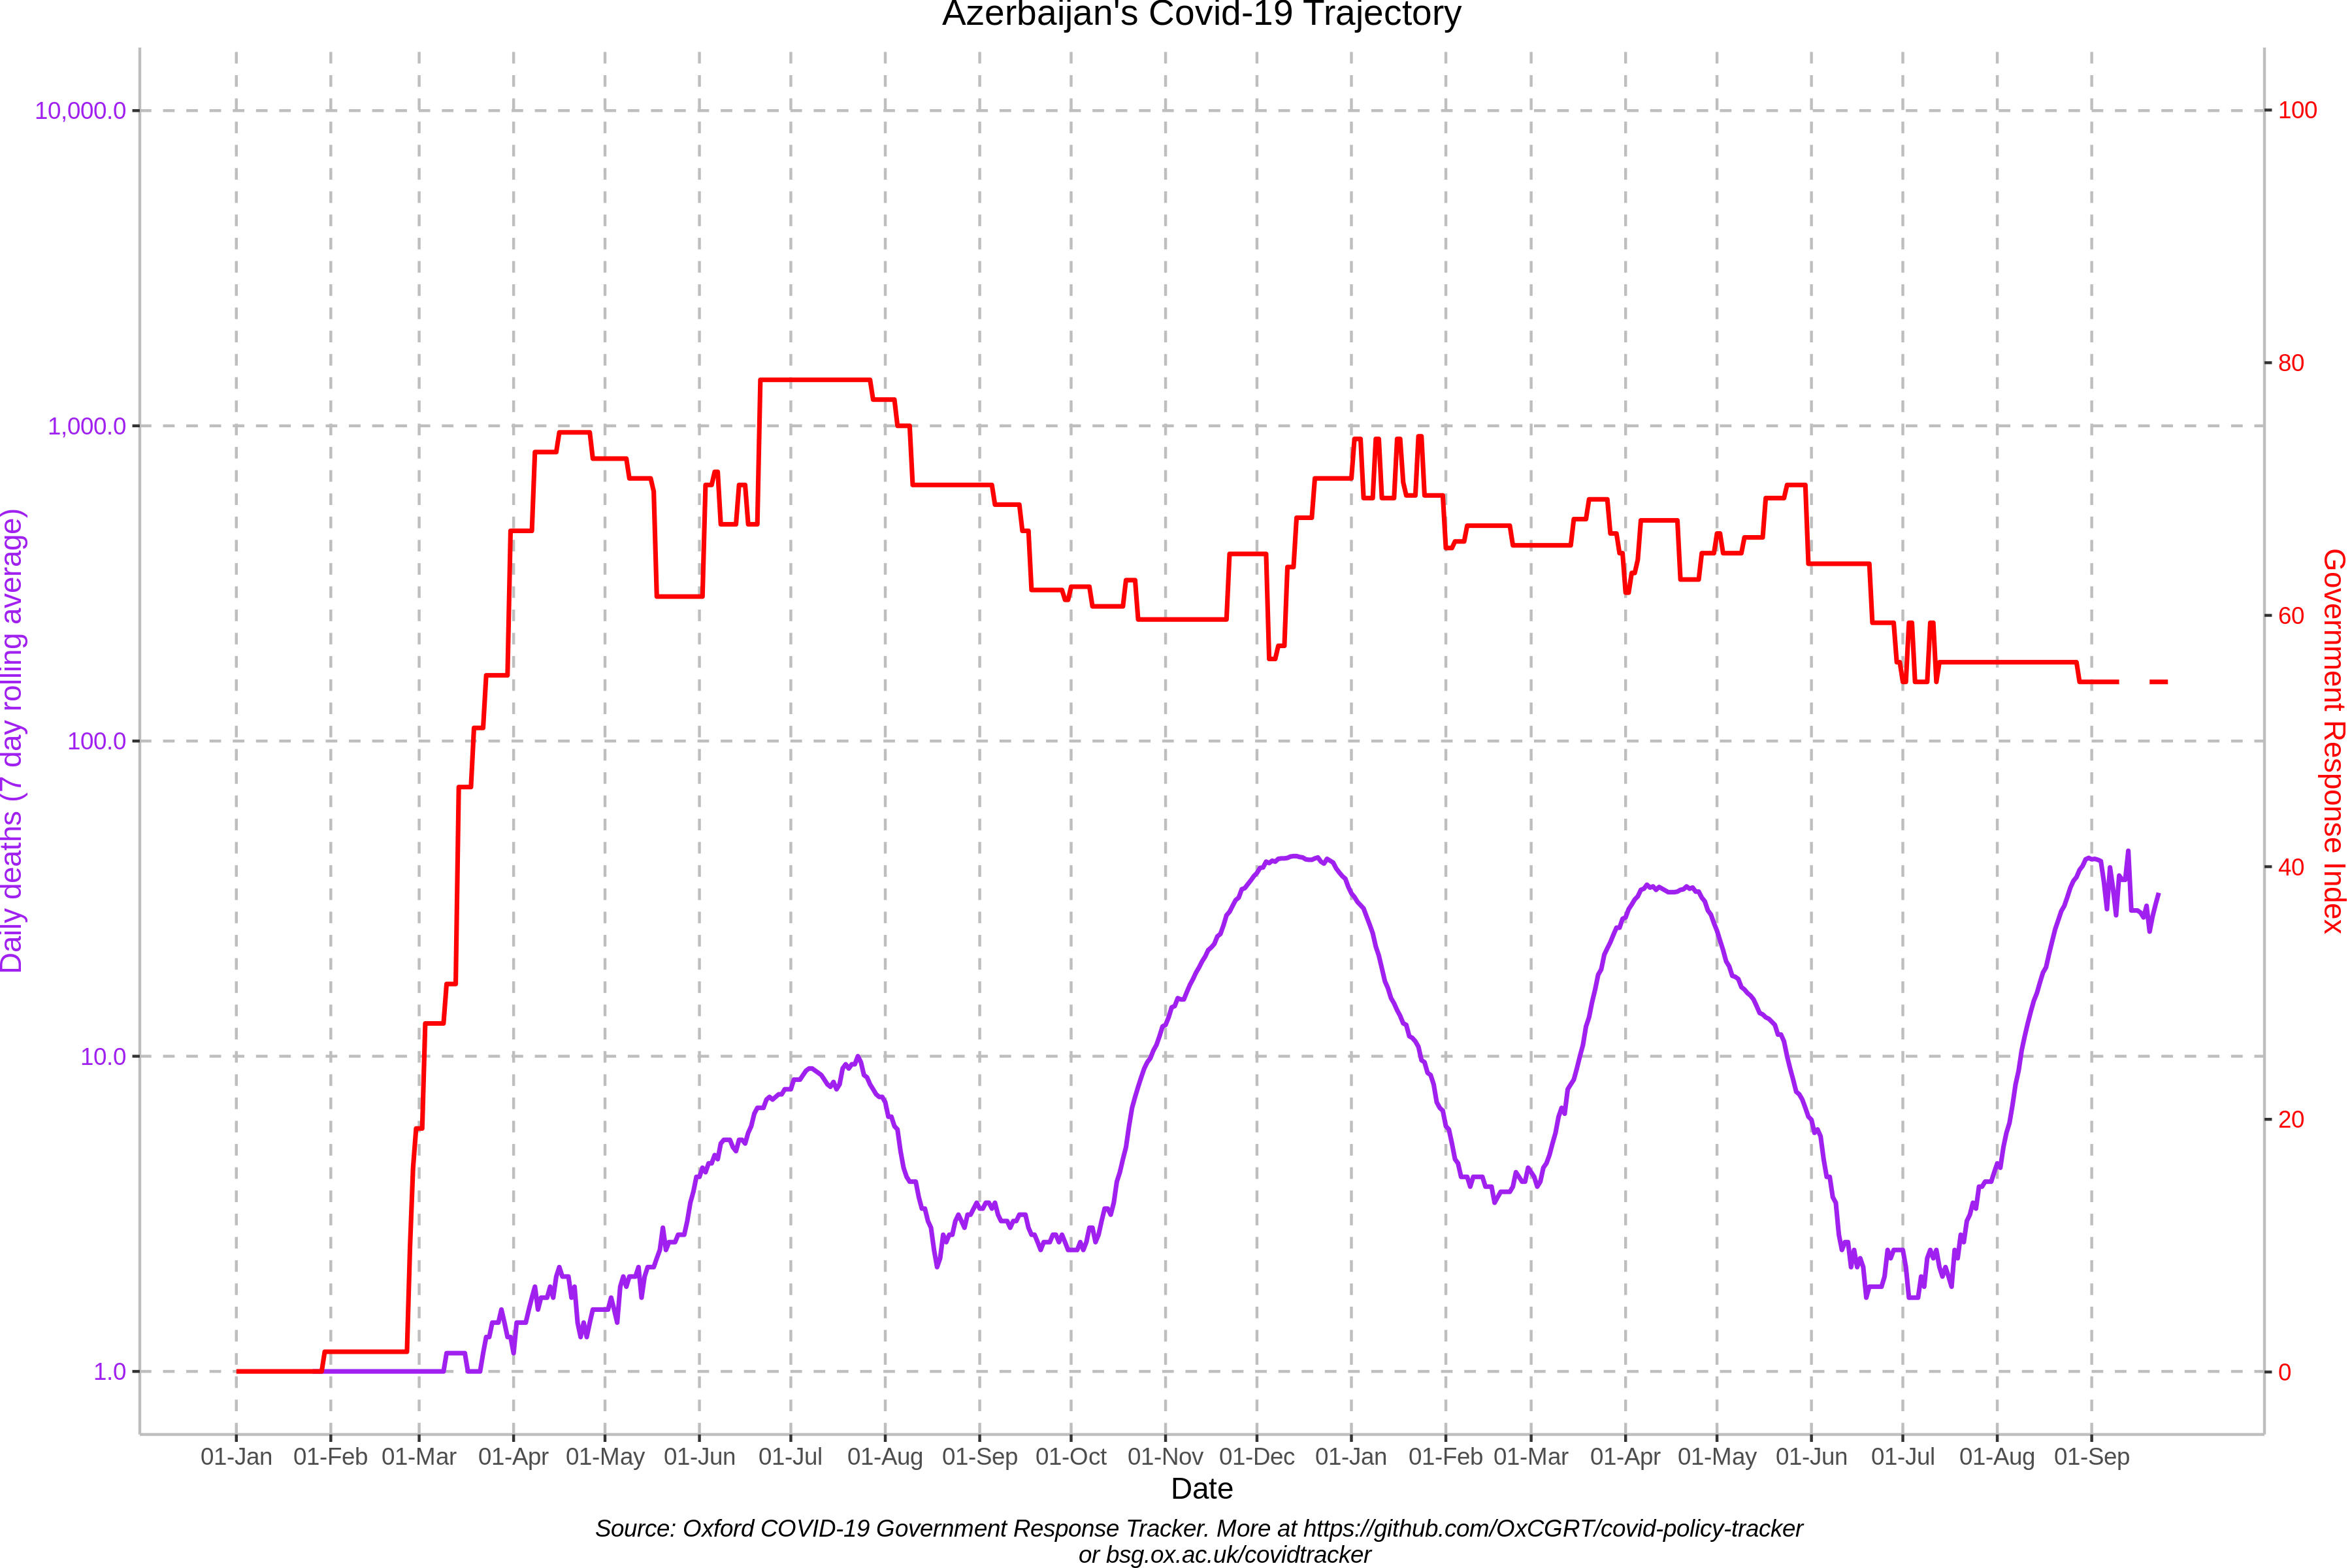 Azerbaijan's Covid-19 Trajectory
Daily deaths (7 day rolling average)
10,000.0
1,000.0
100.0
10.0
1.0
100
80
60
40
20
0
Government Response Index
01-Jan 01-Feb 01-Mar 01-Apr 01-May 01-Jun 01-Jul 01-Aug 01-Sep 01-Oct 01-Nov 01-Dec 01-Jan 01-Feb 01-Mar 01-Apr 01-May 01-Jun 01-Jul 01-Aug 01-Sep
Date
Source: Oxford COVID-19 Government Response Tracker. More at https://github.com/OxCGRT/covid-policy-tracker
or bsg.ox.ac.uk/covidtracker